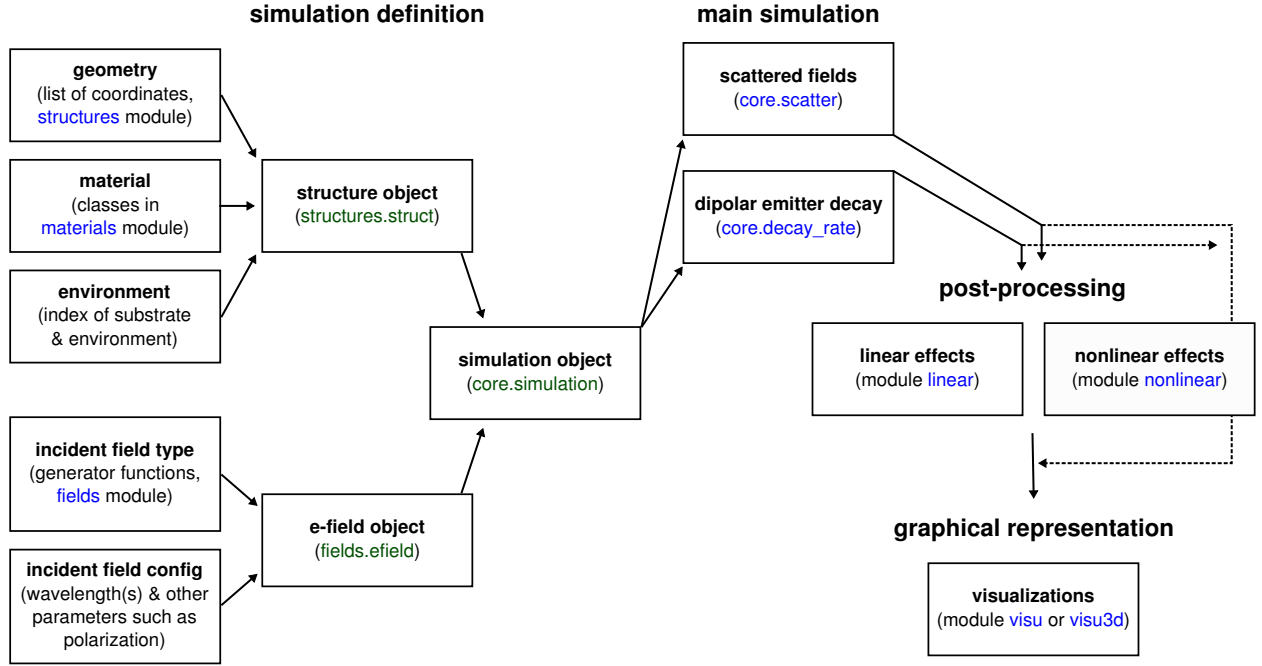 simulation definition
main simulation
geometry
(list of coordinates,
structures module)
material
(classes in
materials module)
environment
(index of substrate
& environment)
structure object
(structures.struct)
incident field type
(generator functions,
fields module)
incident field config
(wavelength(s) & other
parameters such as
polarization)
e-field object
(fields.efield)
simulation object
(core.simulation)
scattered fields
(core.scatter)
dipolar emitter decay
(core.decay_rate)
post-processing
linear effects
(module linear)
nonlinear effects
(module nonlinear)
graphical representation
visualizations
(module visu or visu3d)